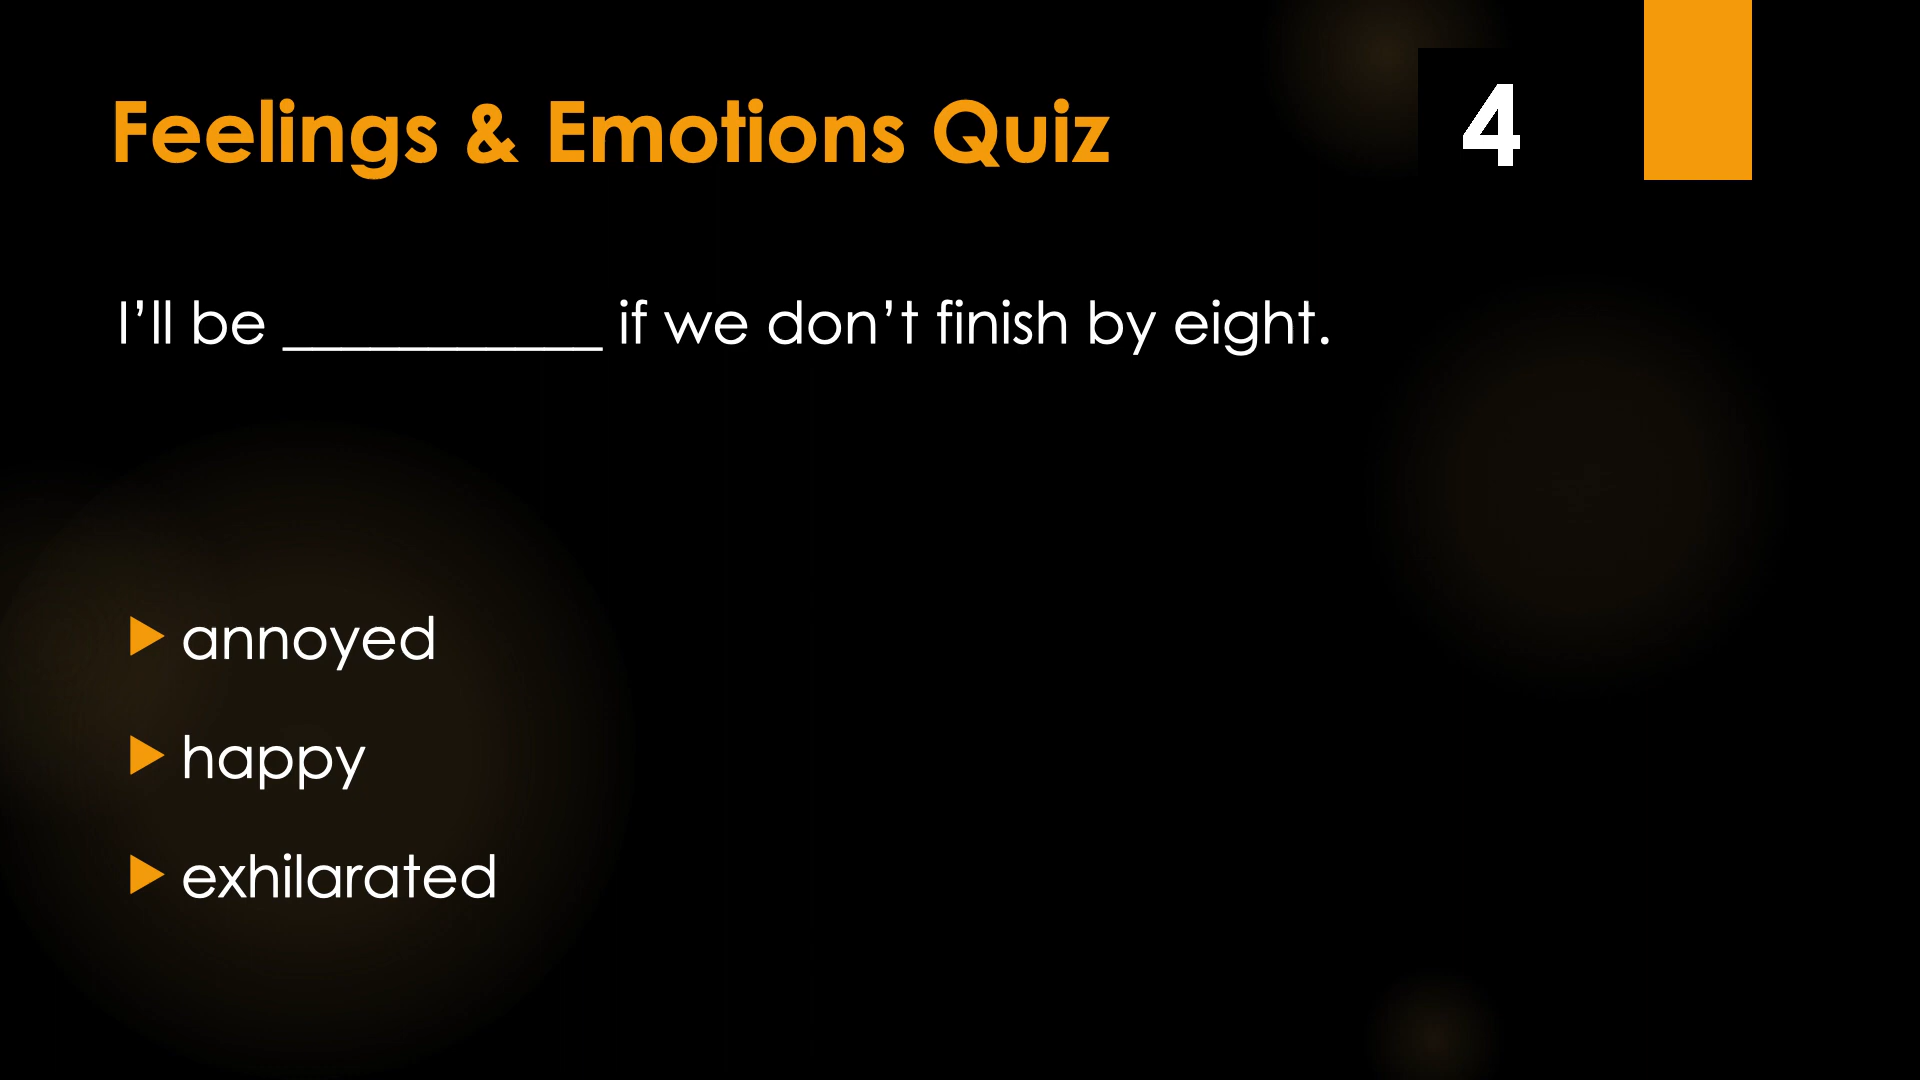 Feelings & Emotions Quiz
4
I’ll be ___________ if we don’t finish by eight.
annoyed
happy
exhilarated